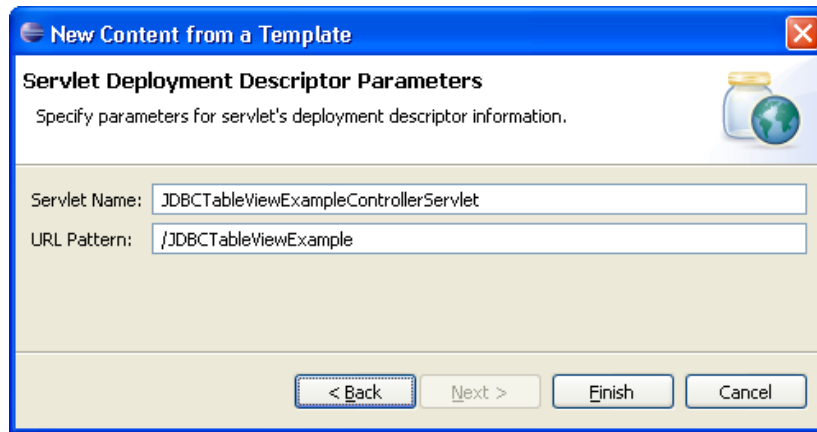 New Content from a Template
Servlet Deployment Descriptor Parameters
Specify parameters for servlet's deployment descriptor information.
Servlet Name: JDBCTableViewExampleControllerServlet
URL Pattern: /JDBCTableViewExample
< Back Next > Finish Cancel